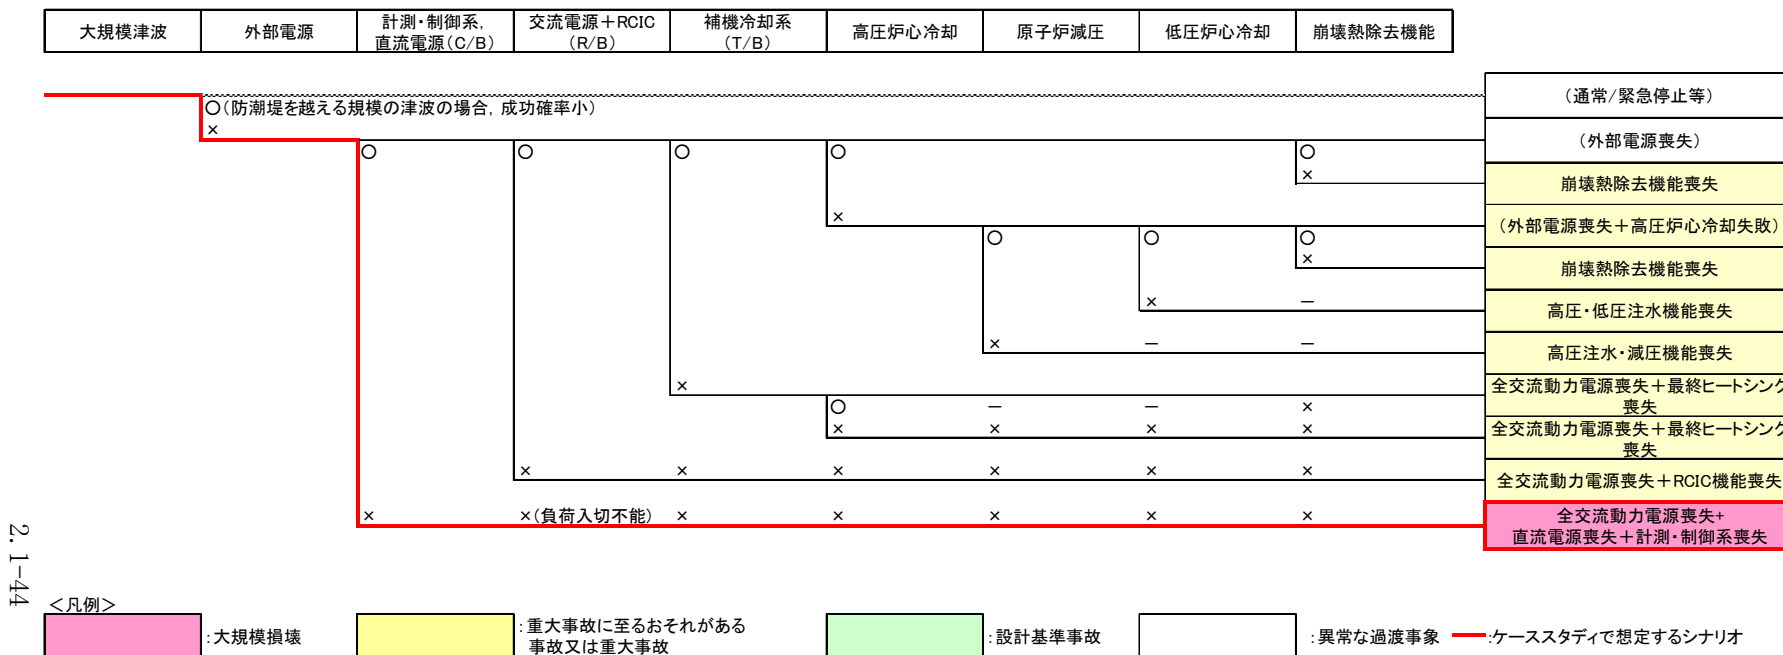 大規模津波
外部電源
計測・制御系,
直流電源(C/B)
交流電源＋RCIC
(R/B)
補機冷却系
(T/B)
高圧炉心冷却
原子炉減圧
低圧炉心冷却
崩壊熱除去機能
○(防潮堤を越える規模の津波の場合, 成功確率小)
(通常/緊急停止等)
×
(外部電源喪失)
○ ○ ○ ○ ○
×
崩壊熱除去機能喪失
×
(外部電源喪失＋高圧炉心冷却失敗)
○ ○ ○
×
崩壊熱除去機能喪失
× －
高圧・低圧注水機能喪失
× － －
高圧注水・減圧機能喪失
×
全交流動力電源喪失＋最終ヒートシンク
喪失
○ － － ×
× × × ×
全交流動力電源喪失＋最終ヒートシンク
喪失
× × × × × ×
全交流動力電源喪失＋RCIC機能喪失
× ×(負荷入切不能) × × × × ×
全交流動力電源喪失+
直流電源喪失＋計測・制御系喪失
2.1-44
＜凡例＞
:大規模損壊
:重大事故に至るおそれがある
事故又は重大事故
:設計基準事故
:異常な過渡事象
:ケーススタディで想定するシナリオ